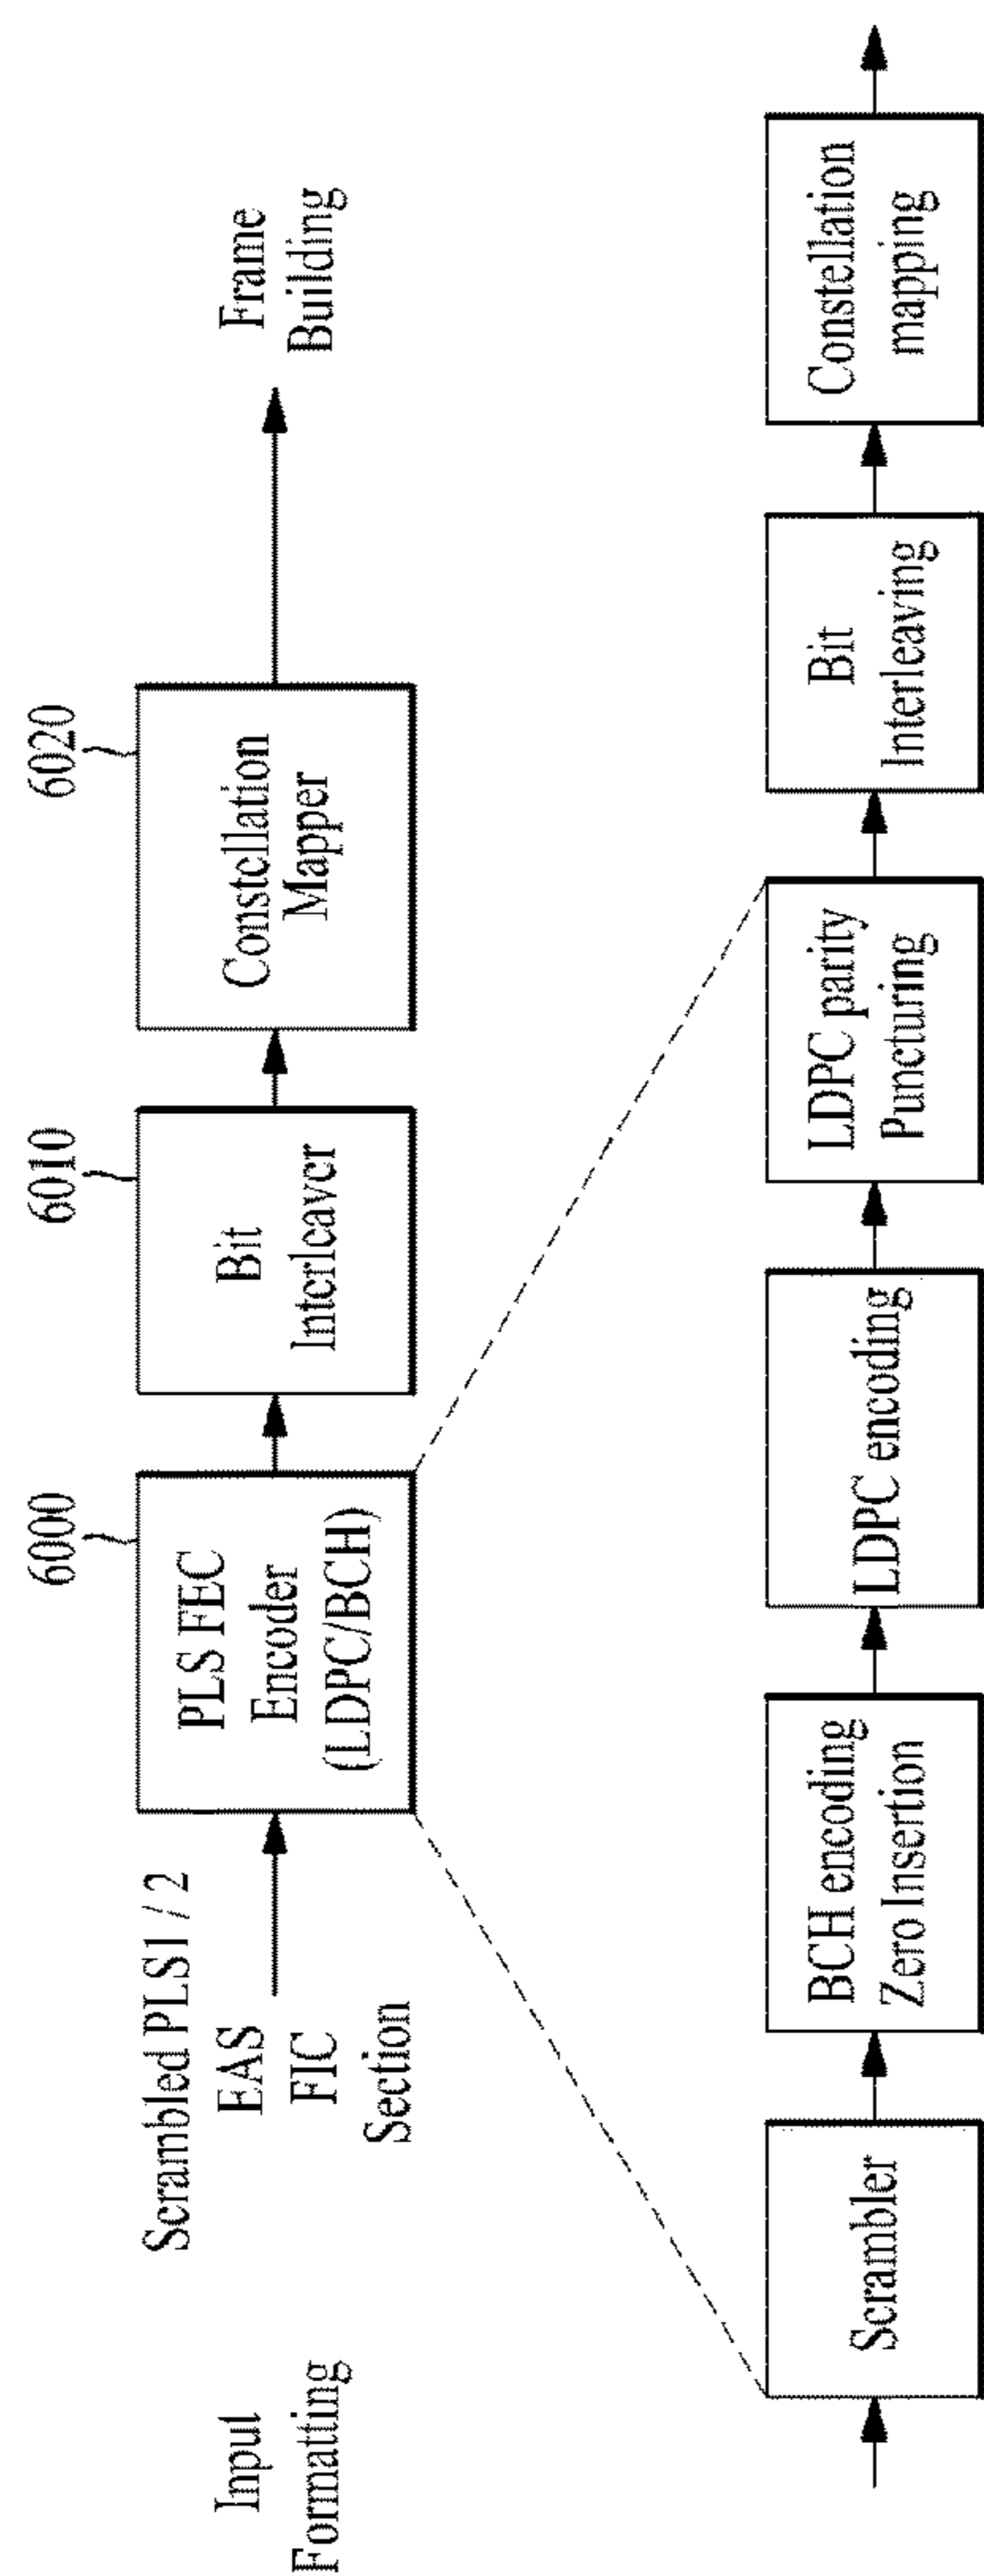 Input
Formatting
Scrambled PLS1 / 2
EAS
FIC
Section
6000
PLS FEC
Encoder
(LDPC/BCH)
6010
Bit
Interleaver
6020
Constellation
Mapper
Frame
Building
Scrambler
BCH encoding
Zero Insertion
LDPC encoding
LDPC parity
Puncturing
Bit
Interleaving
Constellation
mapping